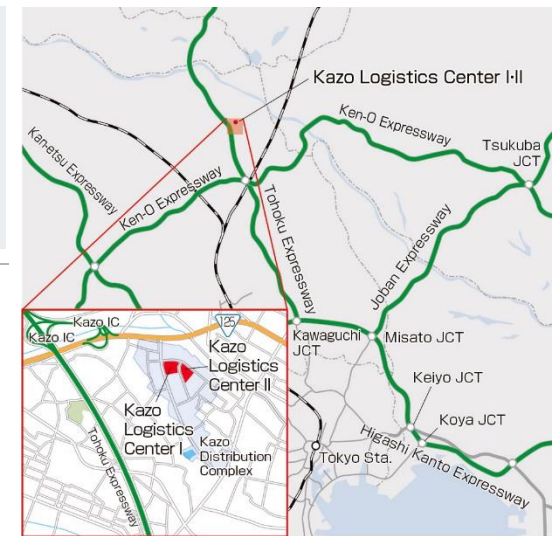 Kazo Logistics Center I·II
Ken-O Expressway
Tsukuba
JCT
Kanetsu Expressway
Ken-O Expressway
Tohoku Expressway
Joban Expressway
Kawaguchi
JCT
Misato JCT
Keiyo JCT
Koya JCT
Higashi Kanto Expressway
Tokyo Sta.
Kazo IC
Kazo IC
125
Kazo
Logistics
Center II
Kazo
Logistics
Center I
Kazo
Distribution
Complex
Tohoku Expressway